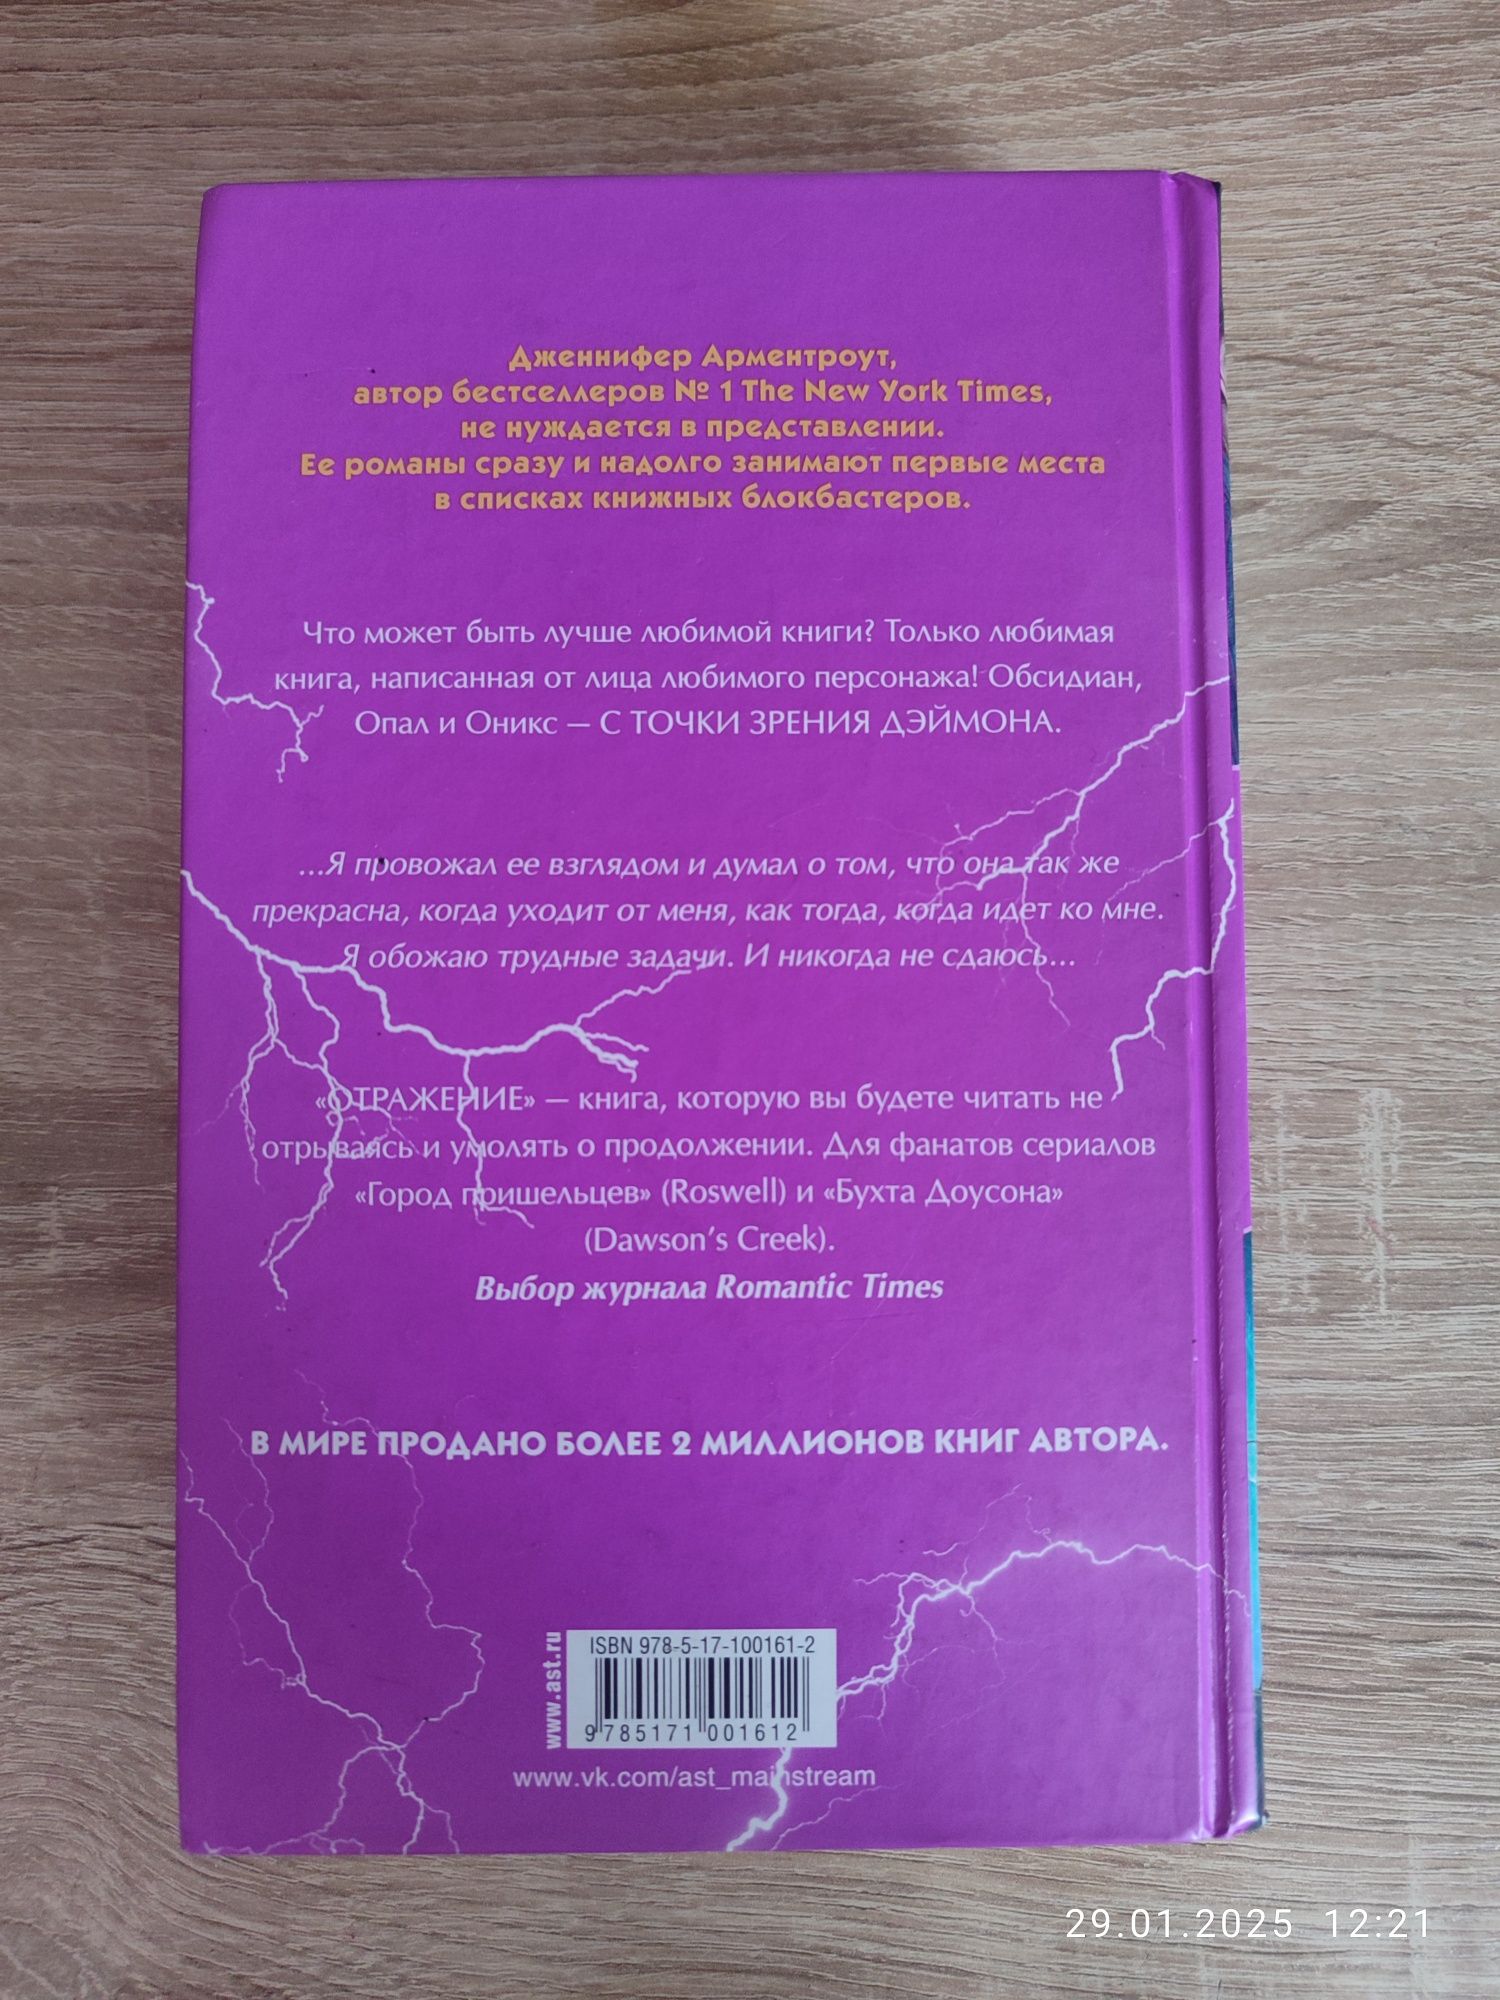 Дженнифер Арментроут,
автор бестселлеров № 1 The New York Times,
не нуждается в представлении.
Ее романы сразу и надолго занимают первые места
в списках книжных блокбастеров.
Что может быть лучше любимой книги? Только любимая
книга, написанная от лица любимого персонажа! Обсидиан,
Опал и Оникс — С ТОЧКИ ЗРЕНИЯ ДЭЙМОНА.
...Я провожал ее взглядом и думал о том, что она так же
прекрасна, когда уходит от меня, как тогда, когда идет ко мне.
Я обожаю трудные задачи. И никогда не сдаюсь...
«ОТРАЖЕНИЕ» — книга, которую вы будете читать не
отрываясь и умолять о продолжении. Для фанатов сериалов
«Город пришельцев» (Roswell) и «Бухта Доусона»
(Dawson's Creek).
Выбор журнала Romantic Times
В МИРЕ ПРОДАНО БОЛЕЕ 2 МИЛЛИОНОВ КНИГ АВТОРА.
www.ast.ru
ISBN 978-5-17-100161-2
9 785171 001612
www.vk.com/ast_mainstream
29.01.2025 12:21